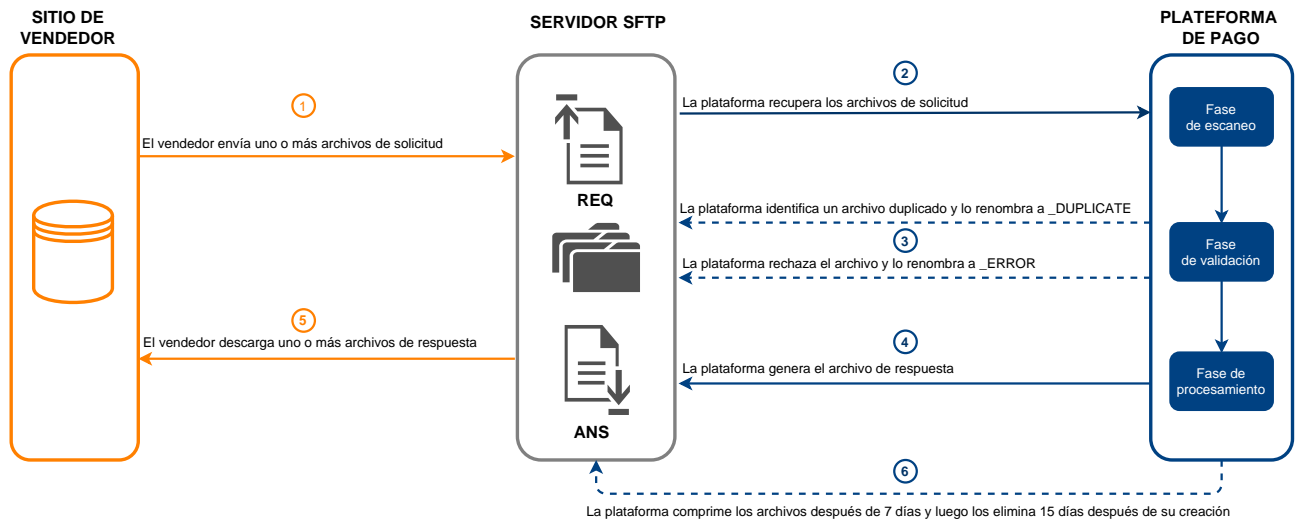 SITIO DE
VENDEDOR
SERVIDOR SFTP
PLATEFORMA
DE PAGO
1
El vendedor envía uno o más archivos de solicitud
2
La plataforma recupera los archivos de solicitud
REQ
La plataforma identifica un archivo duplicado y lo renombra a _DUPLICATE
3
La plataforma rechaza el archivo y lo renombra a _ERROR
Fase
de escaneo
Fase
de validación
Fase de
procesamiento
4
La plataforma genera el archivo de respuesta
5
El vendedor descarga uno o más archivos de respuesta
ANS
6
La plataforma comprime los archivos después de 7 días y luego los elimina 15 días después de su creación